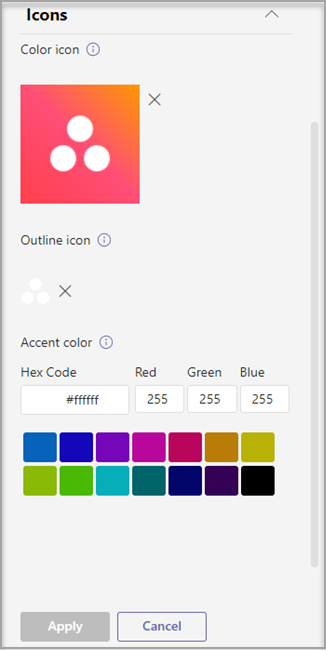 Icons
Color icon
Outline icon
Accent color
Hex Code Red Green Blue
#ffffff 255 255 255
Apply Cancel